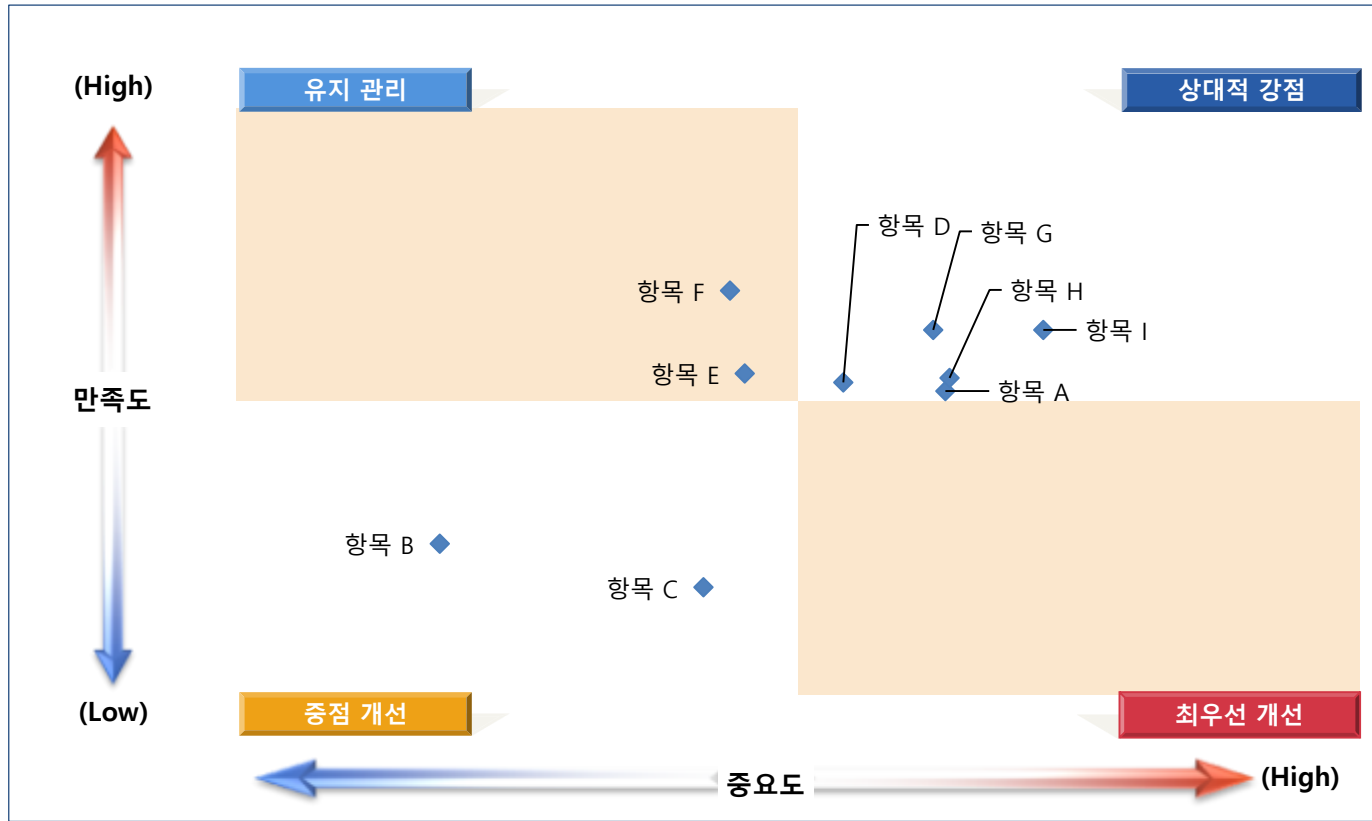 (High)
유지 관리
상대적 강점
항목 D
항목 G
항목 F
항목 H
항목 I
항목 E
항목 A
만족도
항목 B
항목 C
(Low)
중점 개선
최우선 개선
중요도
(High)